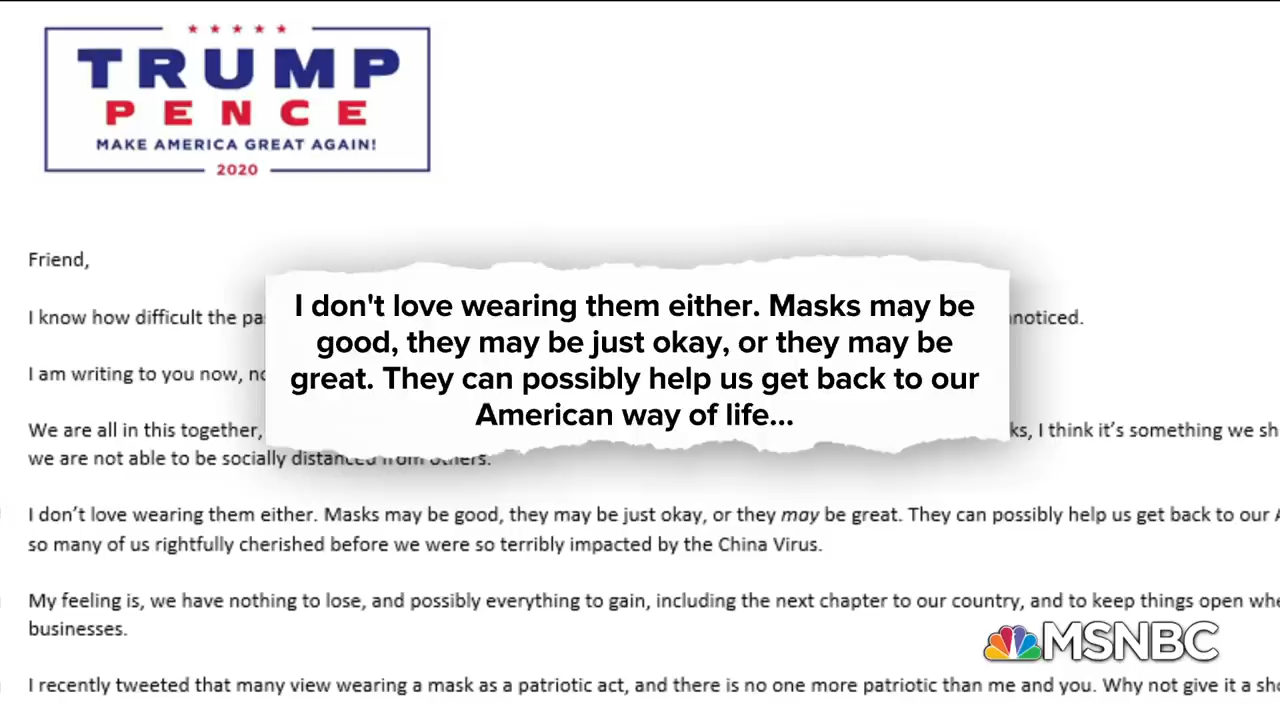 TRUMP
PENCE
MAKE AMERICA GREAT AGAIN!
2020
Friend,
I know how difficult the
noticed.
I am writing to you now,
I don't love wearing them either. Masks may be
good, they may be just okay, or they may be
great. They can possibly help us get back to our
American way of life...
We are all in this together,
I think it's something we
we are not able to be socially distanced from others.
I don't love wearing them either. Masks may be good, they may be just okay, or they may be great. They can possibly help us get back to our
so many of us rightfully cherished before we were so terribly impacted by the China Virus.
My feeling is, we have nothing to lose, and possibly everything to gain, including the next chapter to our country, and to keep things open
businesses.
MSNBC
I recently tweeted that many view wearing a mask as a patriotic act, and there is no one more patriotic than me and you. Why not give it a